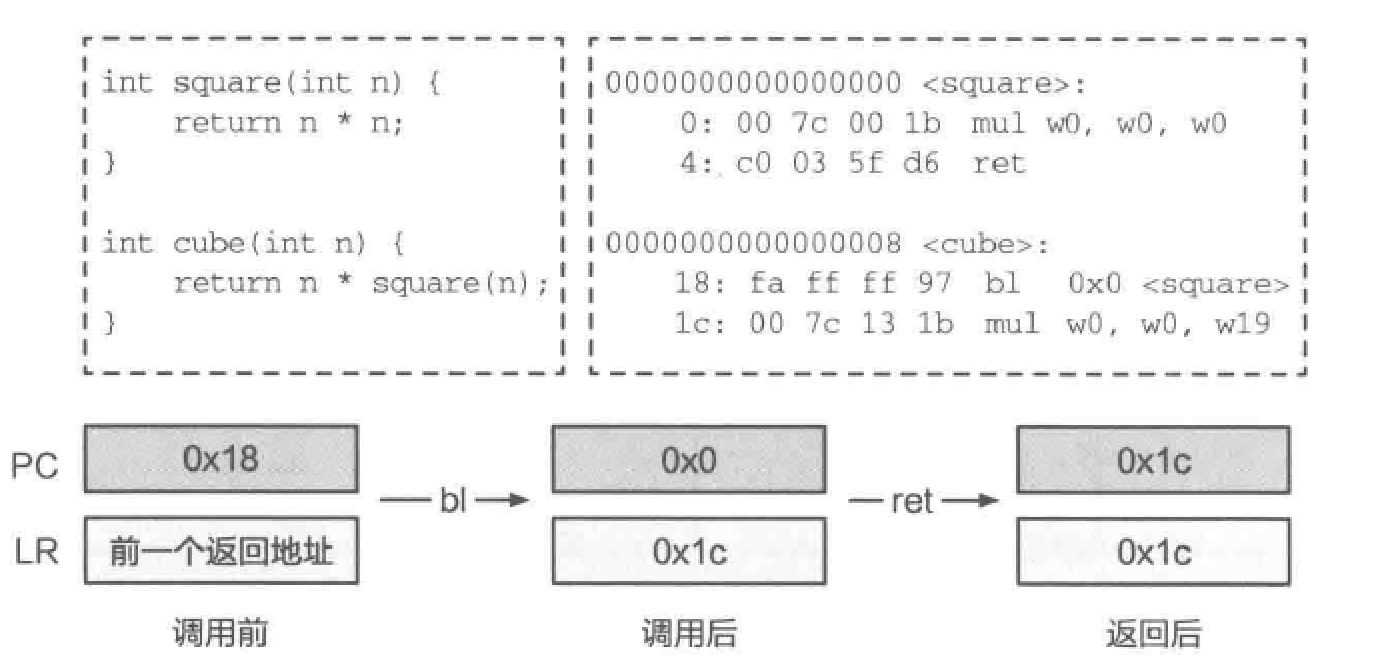 int square(int n) {
    return n * n;
}
int cube(int n) {
    return n * square(n);
}
0000000000000000 <square>:
0: 00 7c 00 1b mul w0, w0, w0
4: c0 03 5f d6 ret
0000000000000008 <cube>:
18: fa ff ff 97 bl 0x0 <square>
1c: 00 7c 13 1b mul w0, w0, w19
PC 0x18 0x0 0x1c
bl ret
LR 前一个返回地址 0x1c 0x1c
调用前 调用后 返回后